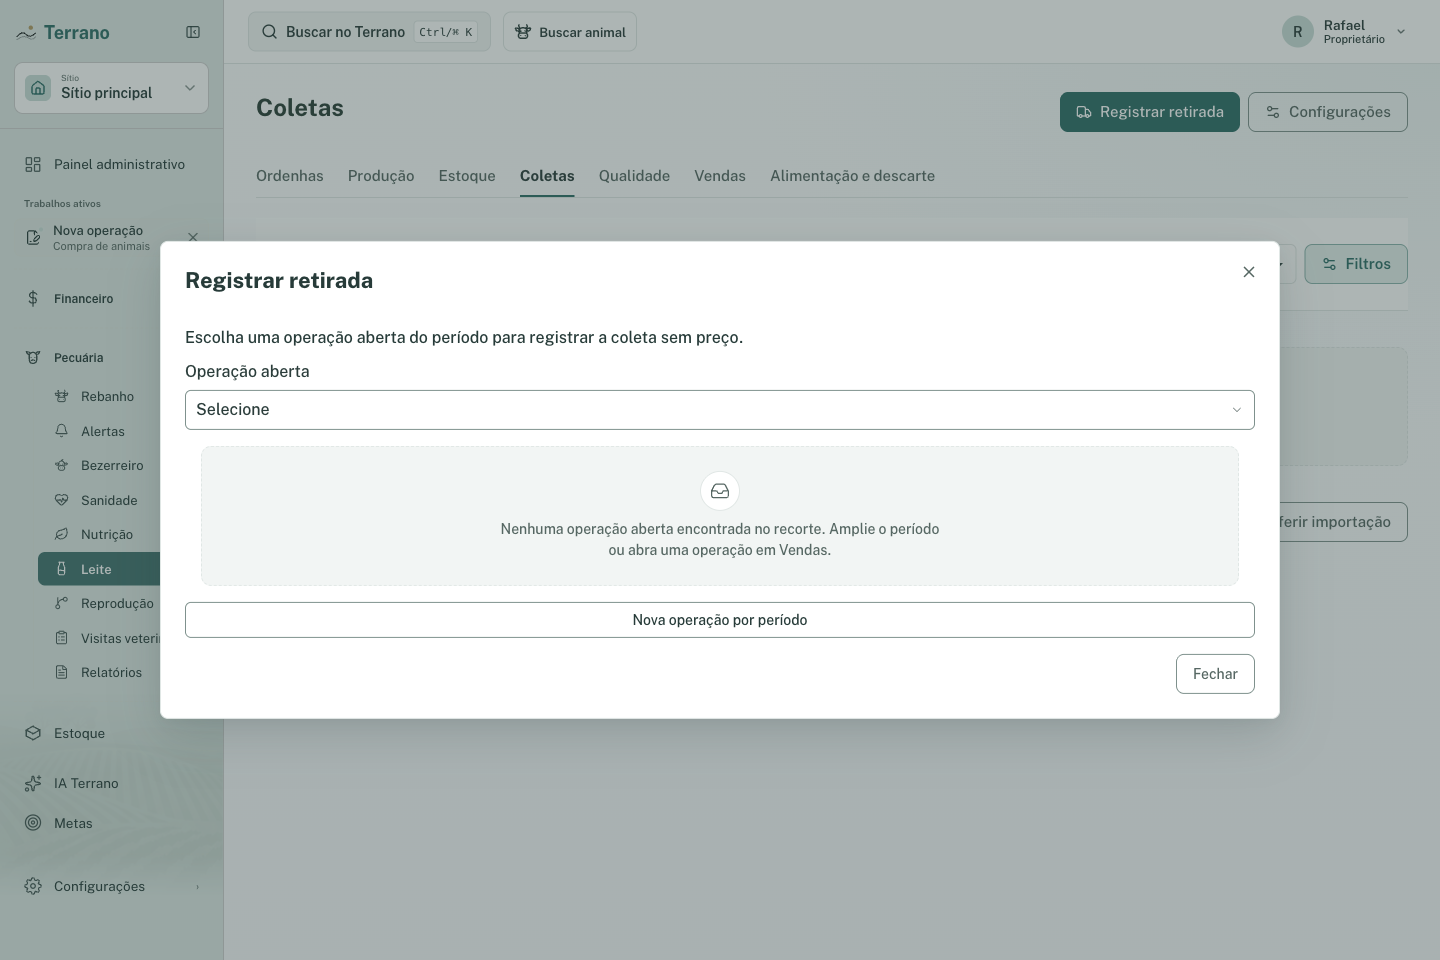 Terrano
Buscar no Terrano Ctrl/⌘ K
Buscar animal
R
Rafael
Proprietário
Sítio
Sítio principal
Painel administrativo
Trabalhos ativos
Nova operação
Compra de animais
Financeiro
Pecuária
Rebanho
Alertas
Bezerreiro
Sanidade
Nutrição
Leite
Reprodução
Visitas veteri
Relatórios
Estoque
IA Terrano
Metas
Configurações
Coletas
Registrar retirada
Configurações
Ordenhas Produção Estoque Coletas Qualidade Vendas Alimentação e descarte
Filtros
ferir importação
Registrar retirada
Escolha uma operação aberta do período para registrar a coleta sem preço.
Operação aberta
Selecione
Nenhuma operação aberta encontrada no recorte. Amplie o período
ou abra uma operação em Vendas.
Nova operação por período
Fechar